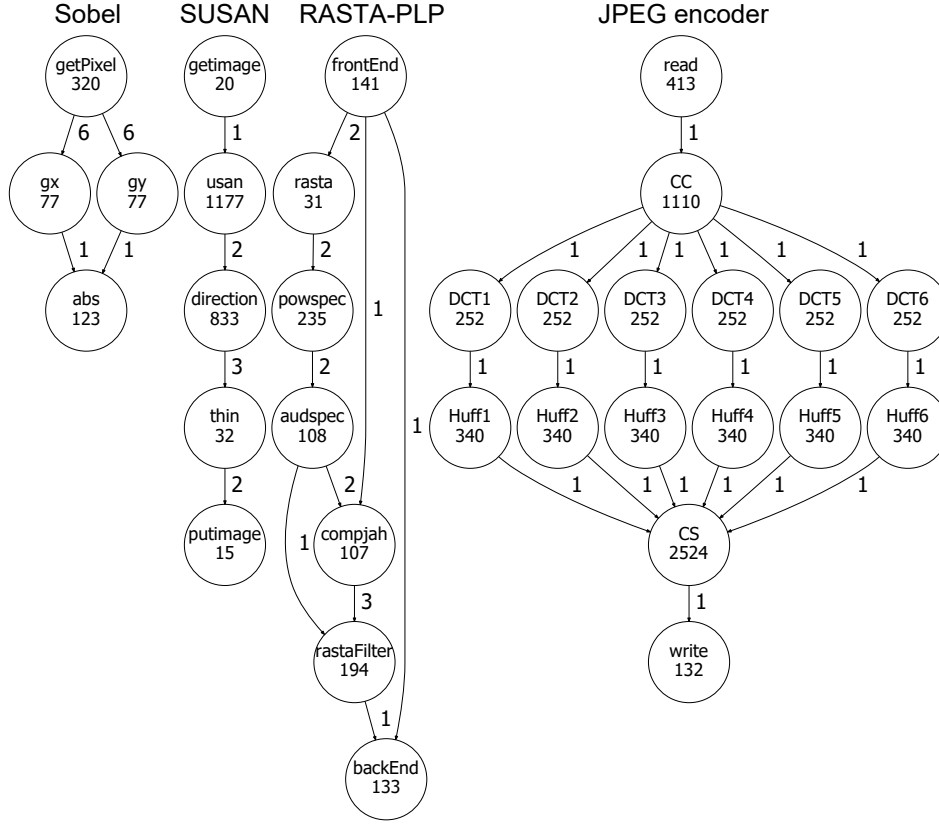 Sobel
SUSAN
RASTA-PLP
JPEG encoder
getPixel
320
6
6
gx
77
gy
77
1
1
abs
123
getimage
20
1
usan
1177
2
direction
833
3
thin
32
2
putimage
15
frontEnd
141
2
1
1
rasta
31
2
powspec
235
2
audspec
108
2
1
compjah
107
3
rastaFilter
194
1
backEnd
133
read
413
1
CC
1110
1
1
1
1
1
1
DCT1
252
DCT2
252
DCT3
252
DCT4
252
DCT5
252
DCT6
252
1
1
1
1
1
1
Huff1
340
Huff2
340
Huff3
340
Huff4
340
Huff5
340
Huff6
340
1
1
1
1
1
1
CS
2524
1
write
132